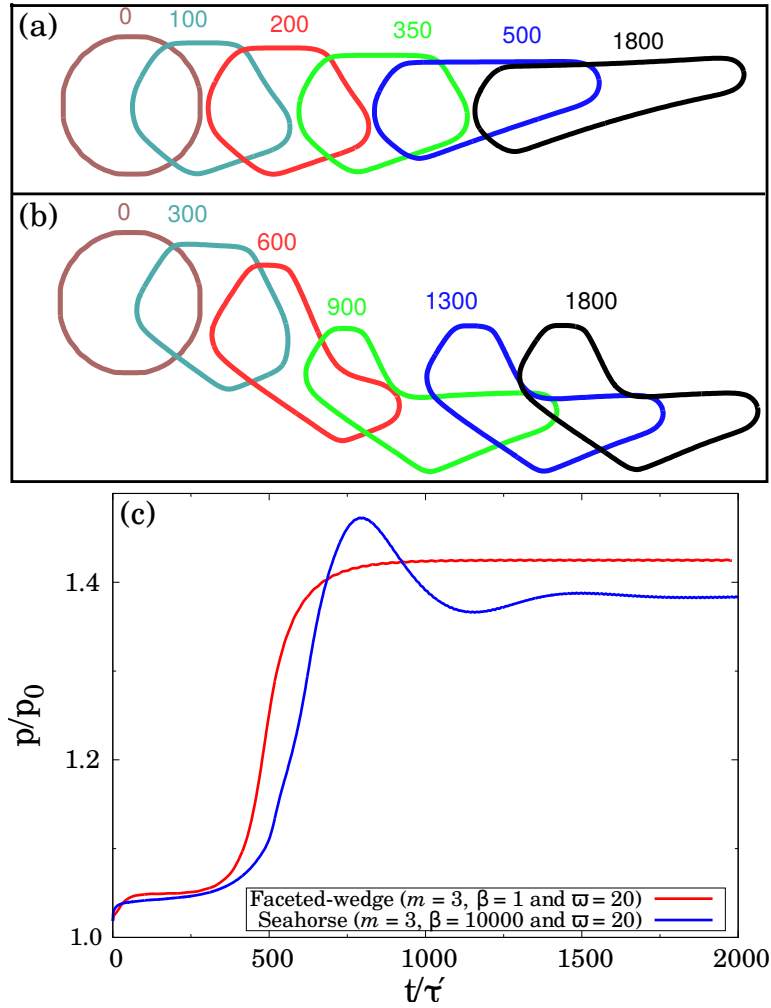 (a)
0
100
200
350
500
1800
(b)
0
300
600
900
1300
1800
(c)
1.4
1.2
1.0
p/p₀
Faceted-wedge (m = 3, β = 1 and ϖ = 20)
Seahorse (m = 3, β = 10000 and ϖ = 20)
0
500
1000
1500
2000
t/τ′